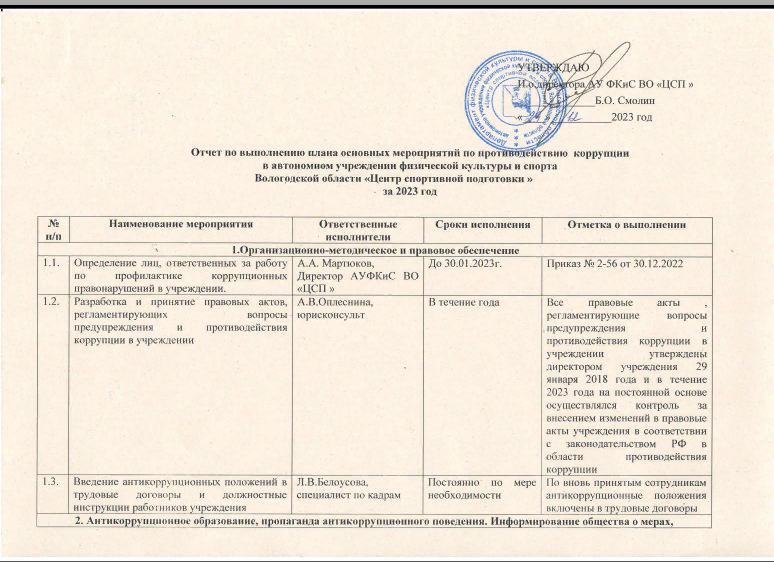 УТВЕРЖДАЮ
И.о.директора АУ ФКиС ВО «ЦСП »
Б.О. Смолин
2023 год
Отчет по выполнению плана основных мероприятий по противодействию коррупции
в автономном учреждении физической культуры и спорта
Вологодской области «Центр спортивной подготовки »
за 2023 год
№ п/п
Наименование мероприятия
Ответственные исполнители
Сроки исполнения
Отметка о выполнении
1.Организационно-методическое и правовое обеспечение
1.1.
Определение лиц, ответственных за работу
по профилактике коррупционных
правонарушений в учреждении.
А.А. Мартюков,
Директор АУФКиС ВО
«ЦСП »
До 30.01.2023г.
Приказ № 2-56 от 30.12.2022
1.2.
Разработка и принятие правовых актов,
регламентирующих вопросы
предупреждения и противодействия
коррупции в учреждении
А.В.Оплеснина,
юрисконсульт
В течение года
Все правовые акты ,
регламентирующие вопросы
предупреждения и
противодействия коррупции в
учреждении утверждены
директором учреждения 29
января 2018 года и в течение
2023 года на постоянной основе
осуществлялся контроль за
внесением изменений в правовые
акты учреждения в соответствии
с законодательством РФ в
области противодействия
коррупции
1.3.
Введение антикоррупционных положений в
трудовые договоры и должностные
инструкции работников учреждения
Л.В.Белоусова,
специалист по кадрам
Постоянно по мере
необходимости
По вновь принятым сотрудникам
антикоррупционные положения
включены в трудовые договоры
2. Антикоррупционное образование, пропаганда антикоррупционного поведения. Информирование общества о мерах,